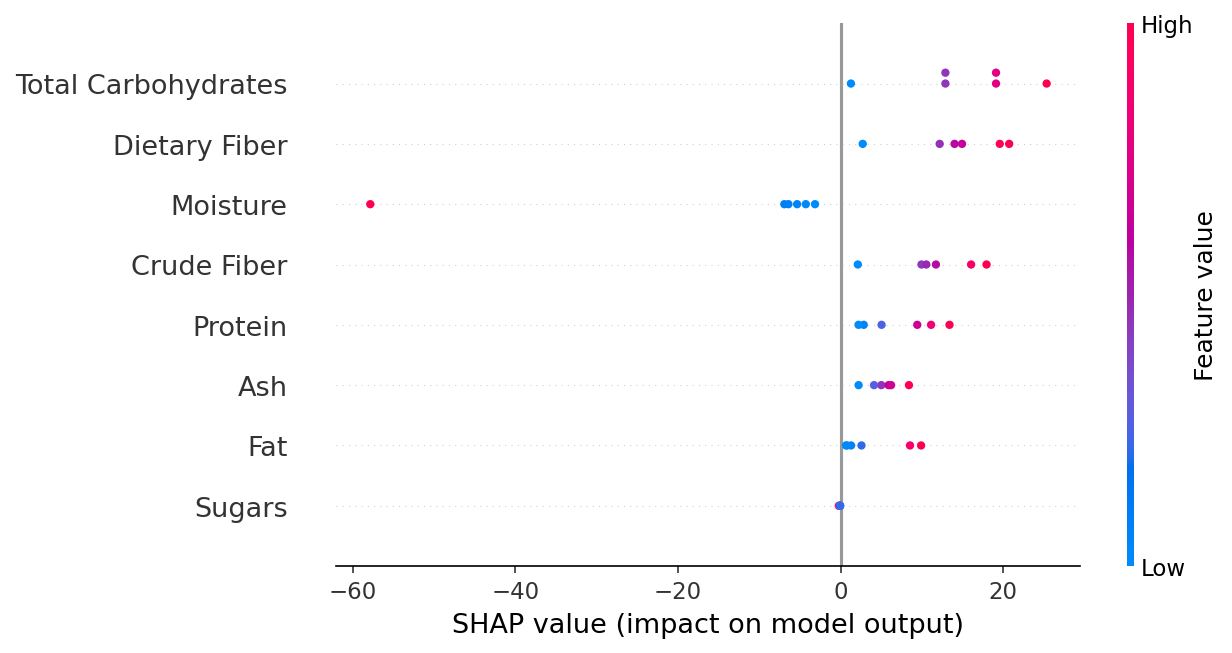 High
Total Carbohydrates
Dietary Fiber
Moisture
Crude Fiber
Protein
Ash
Fat
Sugars
Feature value
Low
−60
−40
−20
0
20
SHAP value (impact on model output)